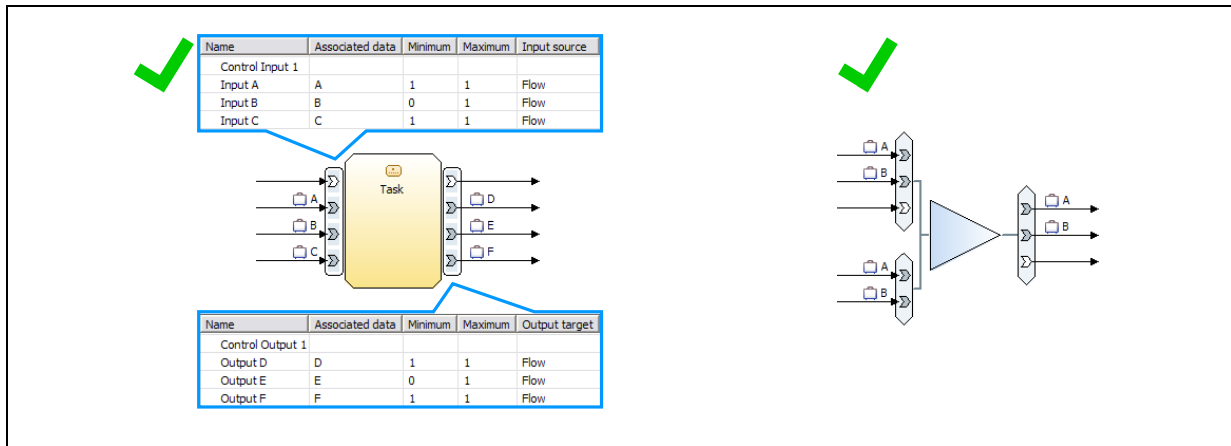 Name Associated data Minimum Maximum Input source
Control Input 1
Input A A 1 1 Flow
Input B B 0 1 Flow
Input C C 1 1 Flow
Task
A
B
C
D
E
F
Name Associated data Minimum Maximum Output target
Control Output 1
Output D D 1 1 Flow
Output E E 0 1 Flow
Output F F 1 1 Flow
A
B
A
B
A
B